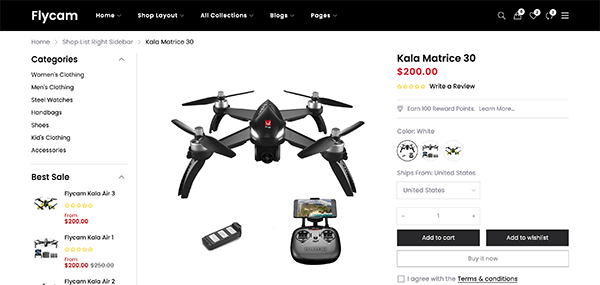 Flycam
Home
Shop Layout
All Collections
Blogs
Pages
Home > Shop List Right Sidebar > Kala Matrice 30
Categories
Women's Clothing
Men's Clothing
Steel Watches
Handbags
Shoes
Kid's Clothing
Accessories
Best Sale
Flycam Kala Air 3
From
$200.00
Flycam Kala Air 1
From
$200.00 $250.00
Flycam Kala Air 2
Kala Matrice 30
$200.00
Write a Review
Earn 100 Reward Points. Learn More...
Color: White
Ships From: United States
United States
− 1 +
Add to cart
Add to wishlist
Buy it now
I agree with the Terms & conditions